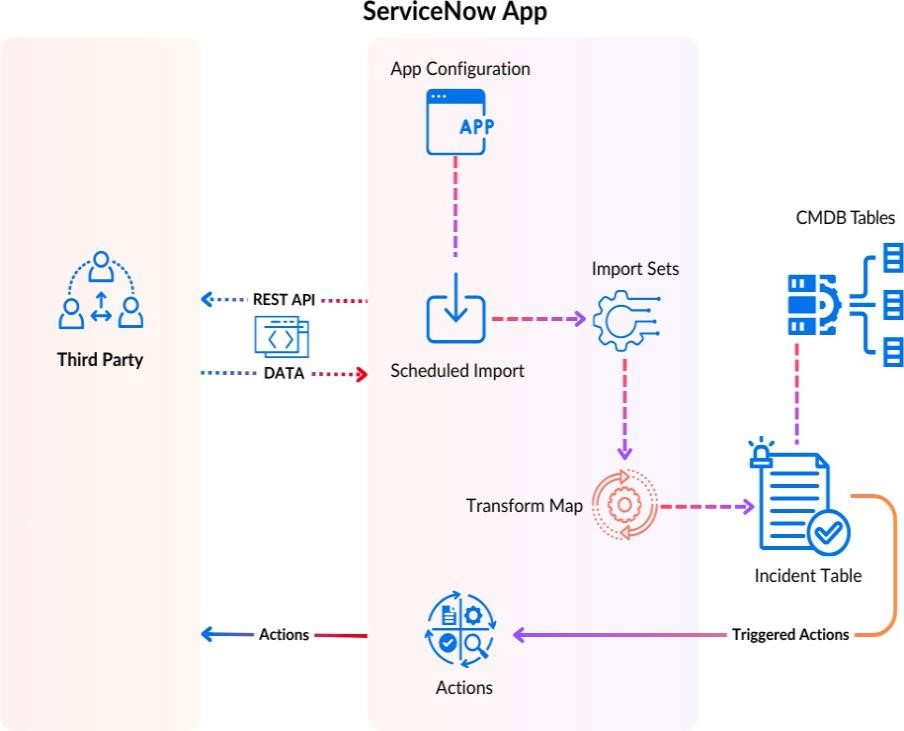 ServiceNow App
App Configuration
APP
CMDB Tables
Import Sets
REST API
Third Party
DATA
Scheduled Import
Transform Map
Incident Table
Actions
Triggered Actions
Actions